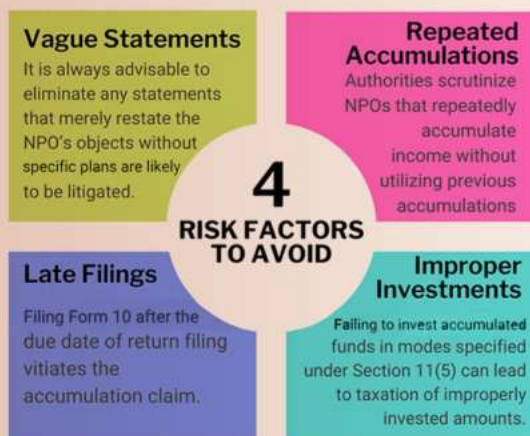 Vague Statements
It is always advisable to
eliminate any statements
that merely restate the
NPO's objects without
specific plans are likely
to be litigated.
Repeated
Accumulations
Authorities scrutinize
NPOs that repeatedly
accumulate
income without
utilizing previous
accumulations
4
RISK FACTORS
TO AVOID
Late Filings
Filing Form 10 after the
due date of return filing
vitiates the
accumulation claim.
Improper
Investments
Failing to invest accumulated
funds in modes specified
under Section 11(5) can lead
to taxation of improperly
invested amounts.